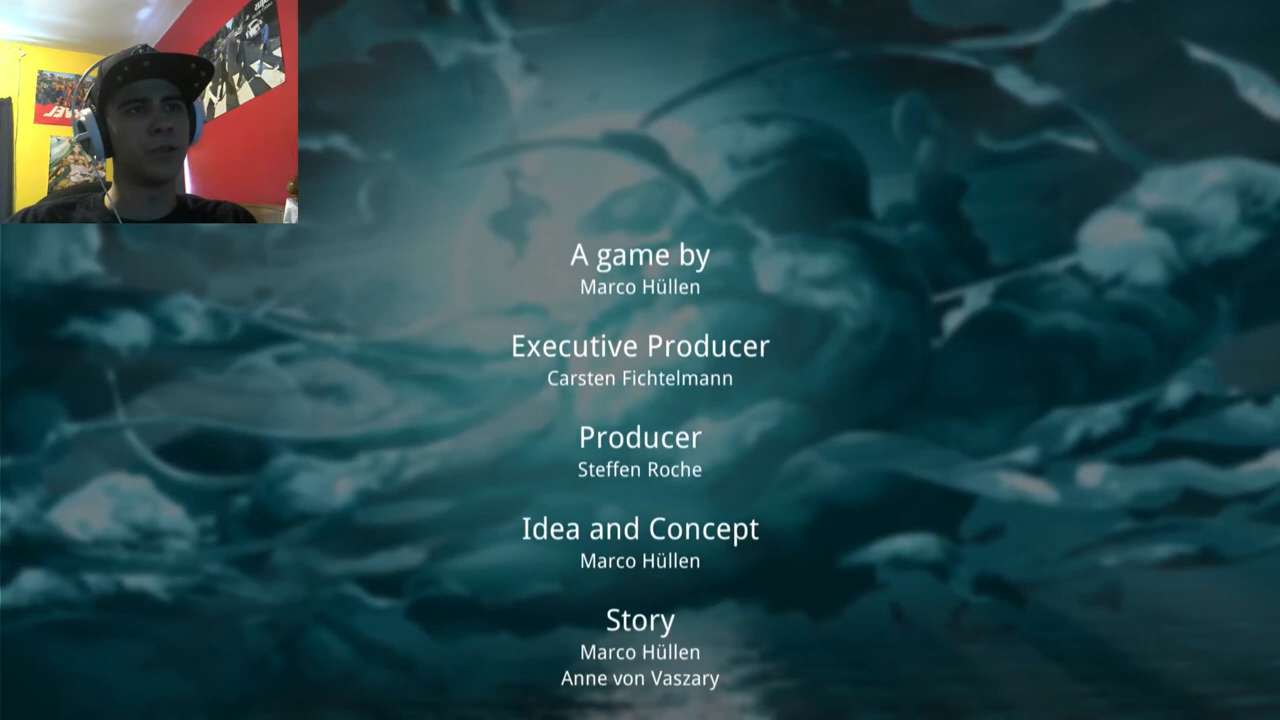 A game by
Marco Hüllen
Executive Producer
Carsten Fichtelmann
Producer
Steffen Roche
Idea and Concept
Marco Hüllen
Story
Marco Hüllen
Anne von Vaszary